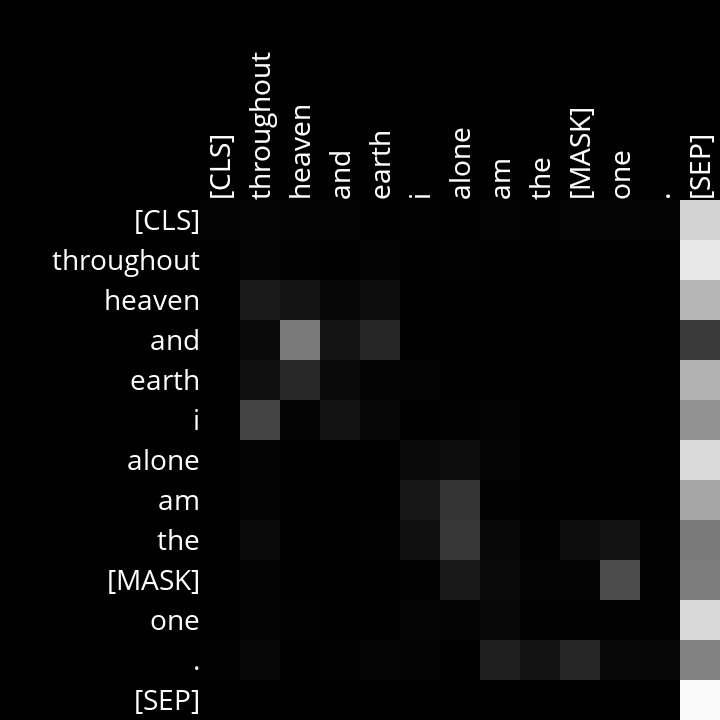 [CLS] throughout heaven and earth i alone am the [MASK] one . [SEP]
[CLS]
throughout
heaven
and
earth
i
alone
am
the
[MASK]
one
.
[SEP]